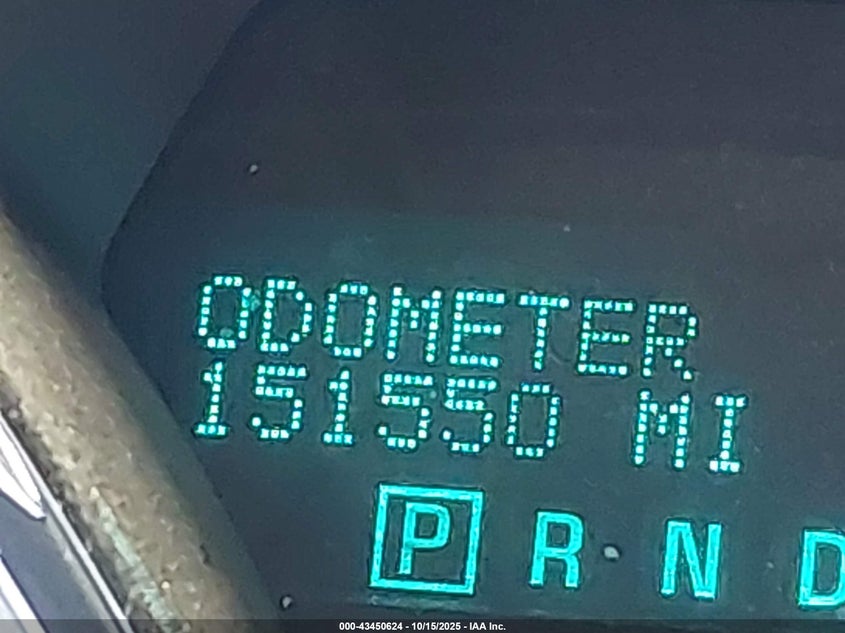 ODOMETER
151550 MI
P R N D
000-43450624 - 10/15/2025 - IAA Inc.